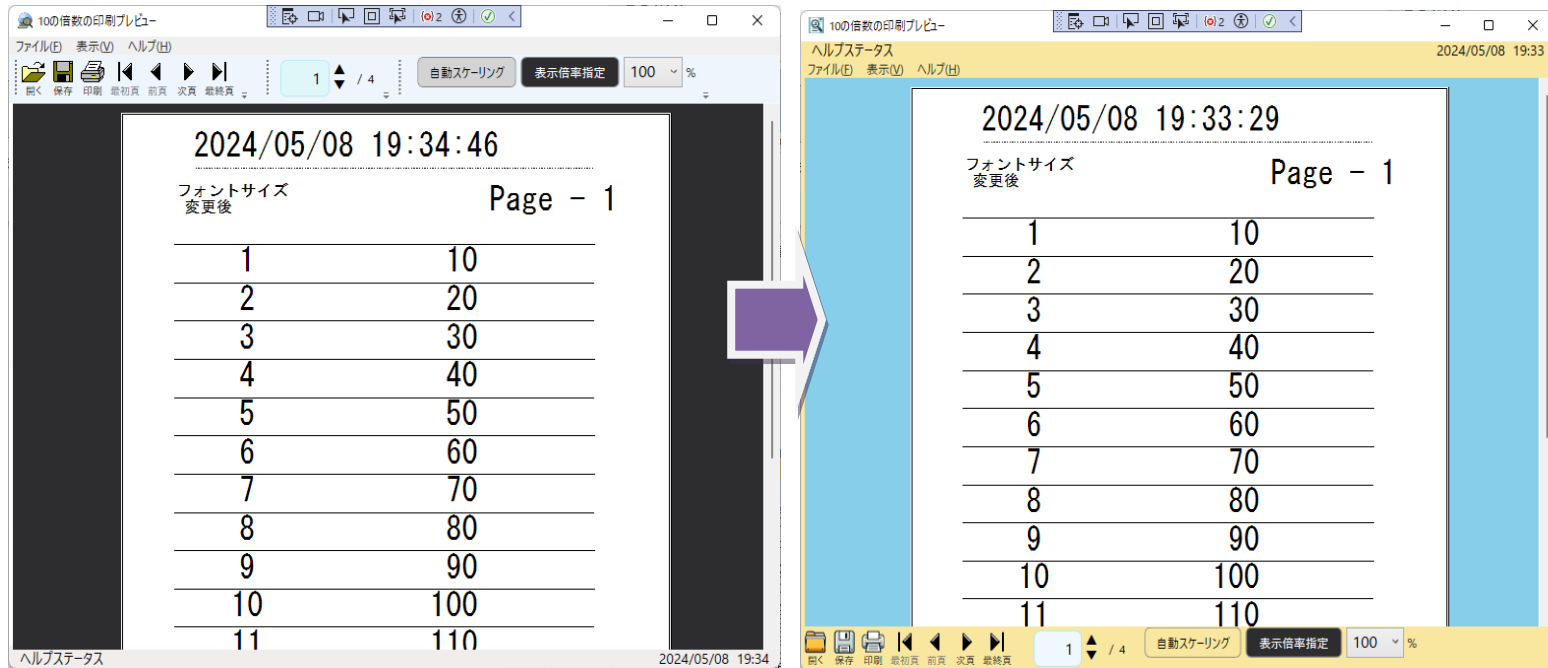 10の倍数の印刷プレビュー
2
ファイル(F) 表示(V) ヘルプ(H)
開く 保存 印刷 最初頁 前頁 次頁 最終頁
1 / 4
自動スケーリング 表示倍率指定 100 %
2024/05/08 19:34:46
フォントサイズ
変更後
Page - 1
1 10
2 20
3 30
4 40
5 50
6 60
7 70
8 80
9 90
10 100
11 110
ヘルプステータス 2024/05/08 19:34
10の倍数の印刷プレビュー
2
ヘルプステータス 2024/05/08 19:33
ファイル(F) 表示(V) ヘルプ(H)
2024/05/08 19:33:29
フォントサイズ
変更後
Page - 1
1 10
2 20
3 30
4 40
5 50
6 60
7 70
8 80
9 90
10 100
11 110
開く 保存 印刷 最初頁 前頁 次頁 最終頁
1 / 4
自動スケーリング 表示倍率指定 100 %